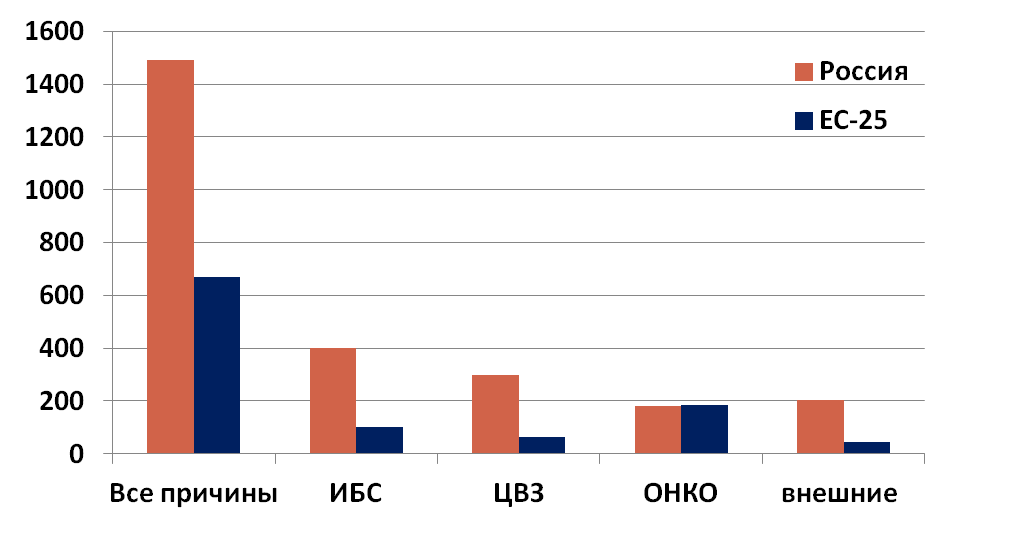 1600
1400
1200
1000
800
600
400
200
0
Россия
ЕС-25
Все причины
ИБС
ЦВЗ
ОНКО
внешние